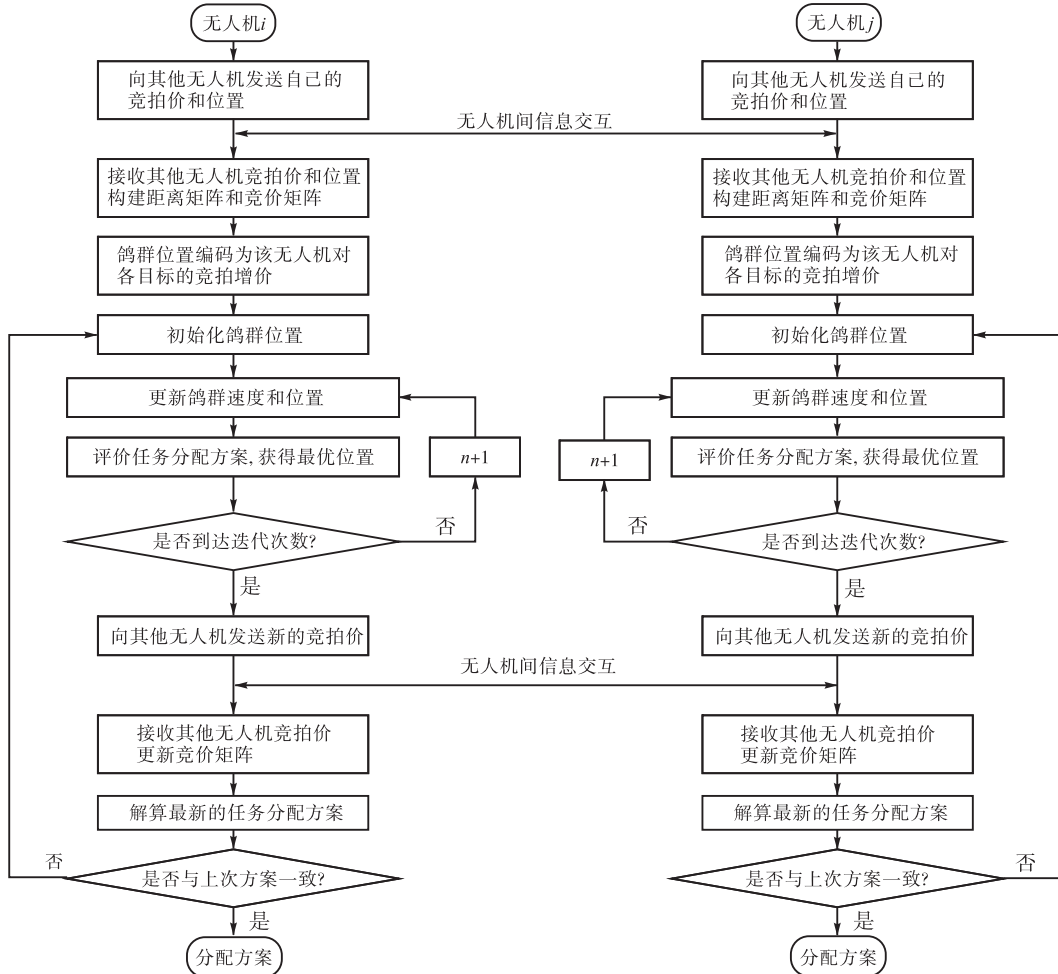 无人机i
向其他无人机发送自己的
竞拍价和位置
接收其他无人机竞拍价和位置
构建距离矩阵和竞价矩阵
鸽群位置编码为该无人机对
各目标的竞拍增价
初始化鸽群位置
更新鸽群速度和位置
评价任务分配方案,获得最优位置
n+1
否
是否到达迭代次数?
是
向其他无人机发送新的竞拍价
接收其他无人机竞拍价
更新竞价矩阵
解算最新的任务分配方案
否
是否与上次方案一致?
是
分配方案
无人机间信息交互
无人机间信息交互
无人机j
向其他无人机发送自己的
竞拍价和位置
接收其他无人机竞拍价和位置
构建距离矩阵和竞价矩阵
鸽群位置编码为该无人机对
各目标的竞拍增价
初始化鸽群位置
更新鸽群速度和位置
评价任务分配方案,获得最优位置
n+1
否
是否到达迭代次数?
是
向其他无人机发送新的竞拍价
接收其他无人机竞拍价
更新竞价矩阵
解算最新的任务分配方案
否
是否与上次方案一致?
是
分配方案